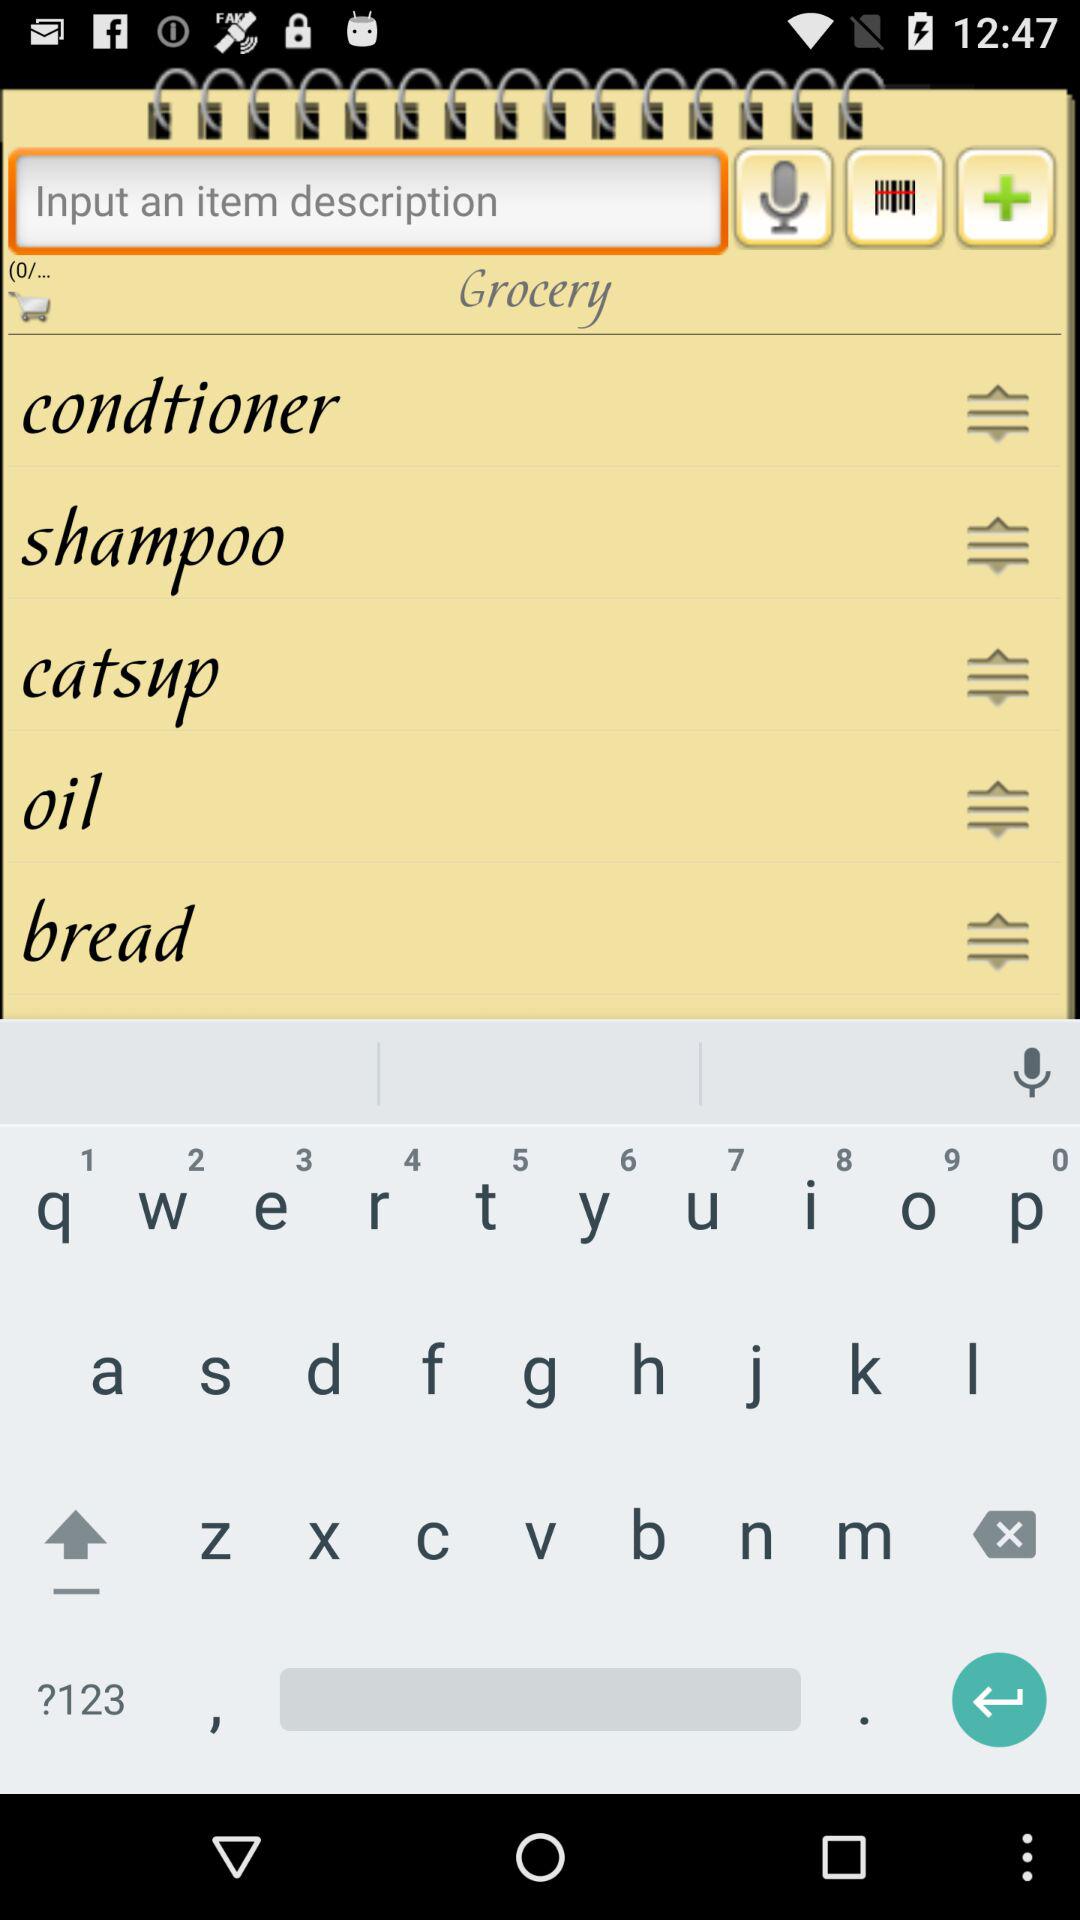 FAKE 12:47
Input an item description
(0/...
Grocery
condtioner
shampoo
catsup
oil
bread
1 2 3 4 5 6 7 8 9 0
q w e r t y u i o p
a s d f g h j k l
z x c v b n m
?123 , .